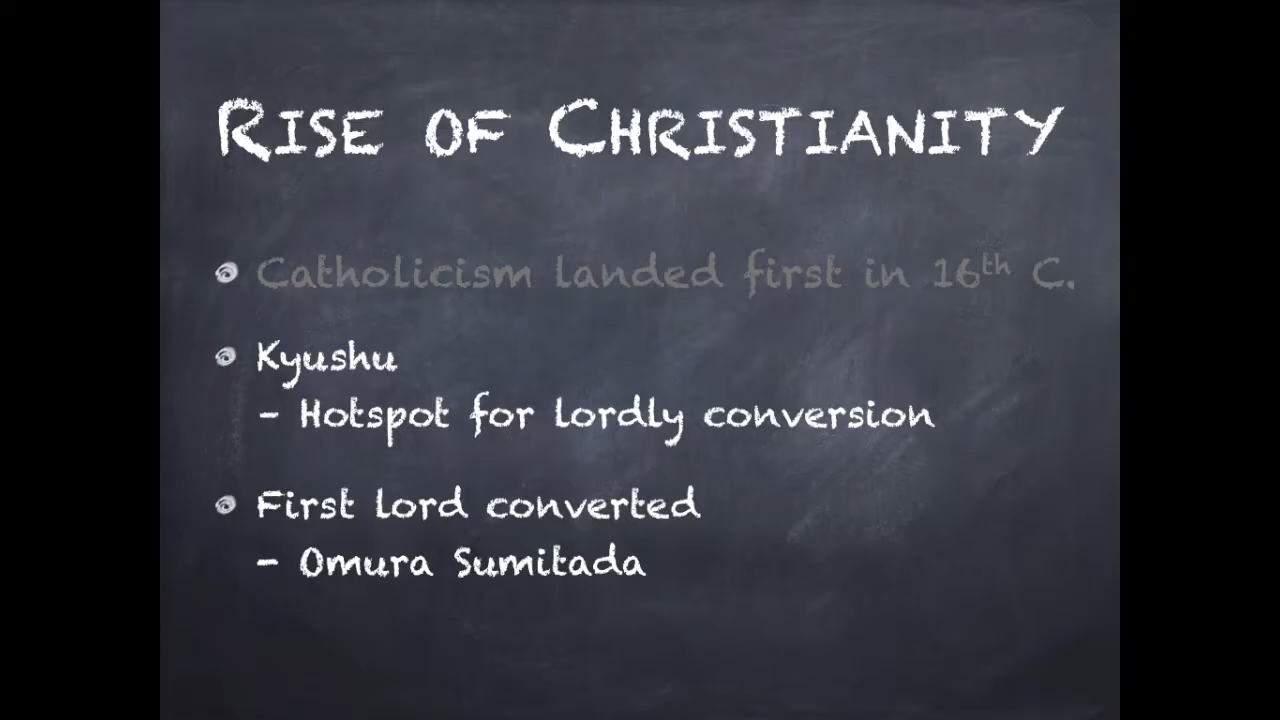 RISE OF CHRISTIANITY
Catholicism landed first in 16th C.
Kyushu
- Hotspot for lordly conversion
First lord converted
- Omura Sumitada